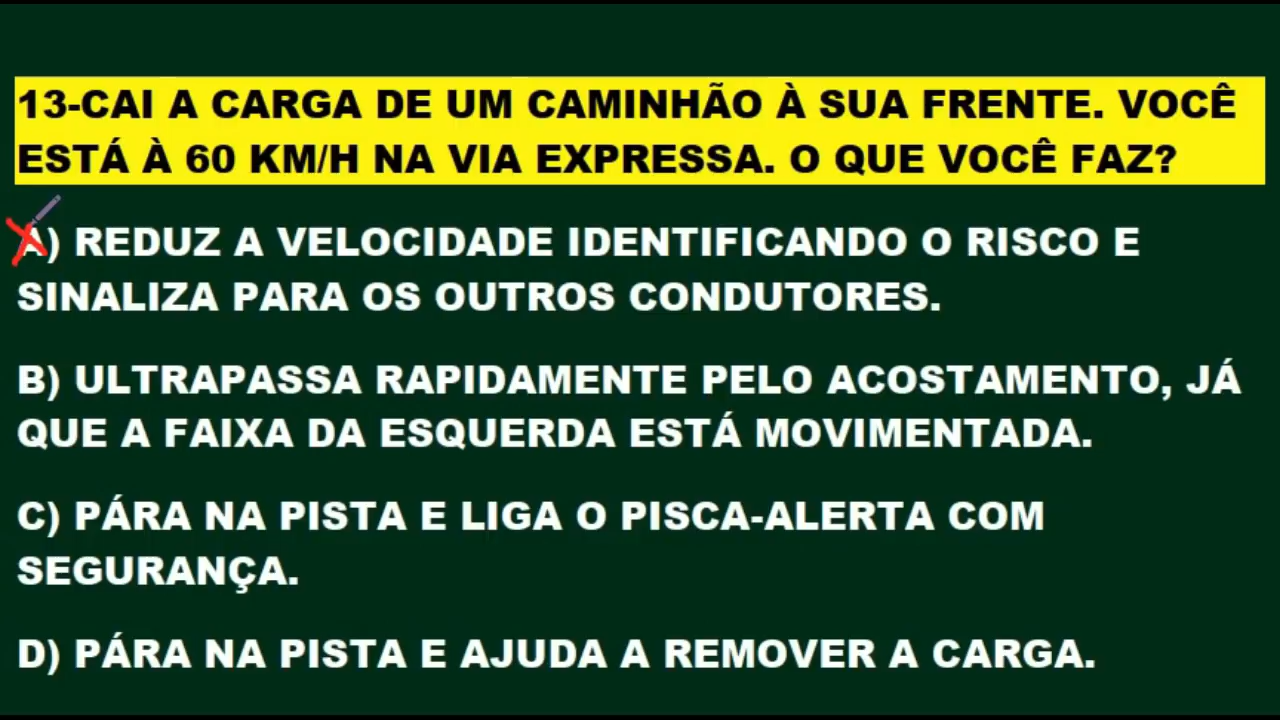 13-CAI A CARGA DE UM CAMINHÃO À SUA FRENTE. VOCÊ
ESTÁ À 60 KM/H NA VIA EXPRESSA. O QUE VOCÊ FAZ?
A) REDUZ A VELOCIDADE IDENTIFICANDO O RISCO E
SINALIZA PARA OS OUTROS CONDUTORES.
B) ULTRAPASSA RAPIDAMENTE PELO ACOSTAMENTO, JÁ
QUE A FAIXA DA ESQUERDA ESTÁ MOVIMENTADA.
C) PÁRA NA PISTA E LIGA O PISCA-ALERTA COM
SEGURANÇA.
D) PÁRA NA PISTA E AJUDA A REMOVER A CARGA.